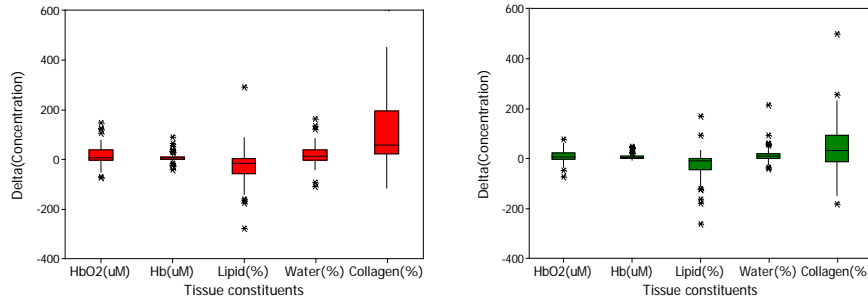 600
400
200
0
-200
-400
Delta(Concentration)
HbO2(uM) Hb(uM) Lipid(%) Water(%) Collagen(%)
Tissue constituents
600
400
200
0
-200
-400
Delta(Concentration)
HbO2(uM) Hb(uM) Lipid(%) Water(%) Collagen(%)
Tissue constituents